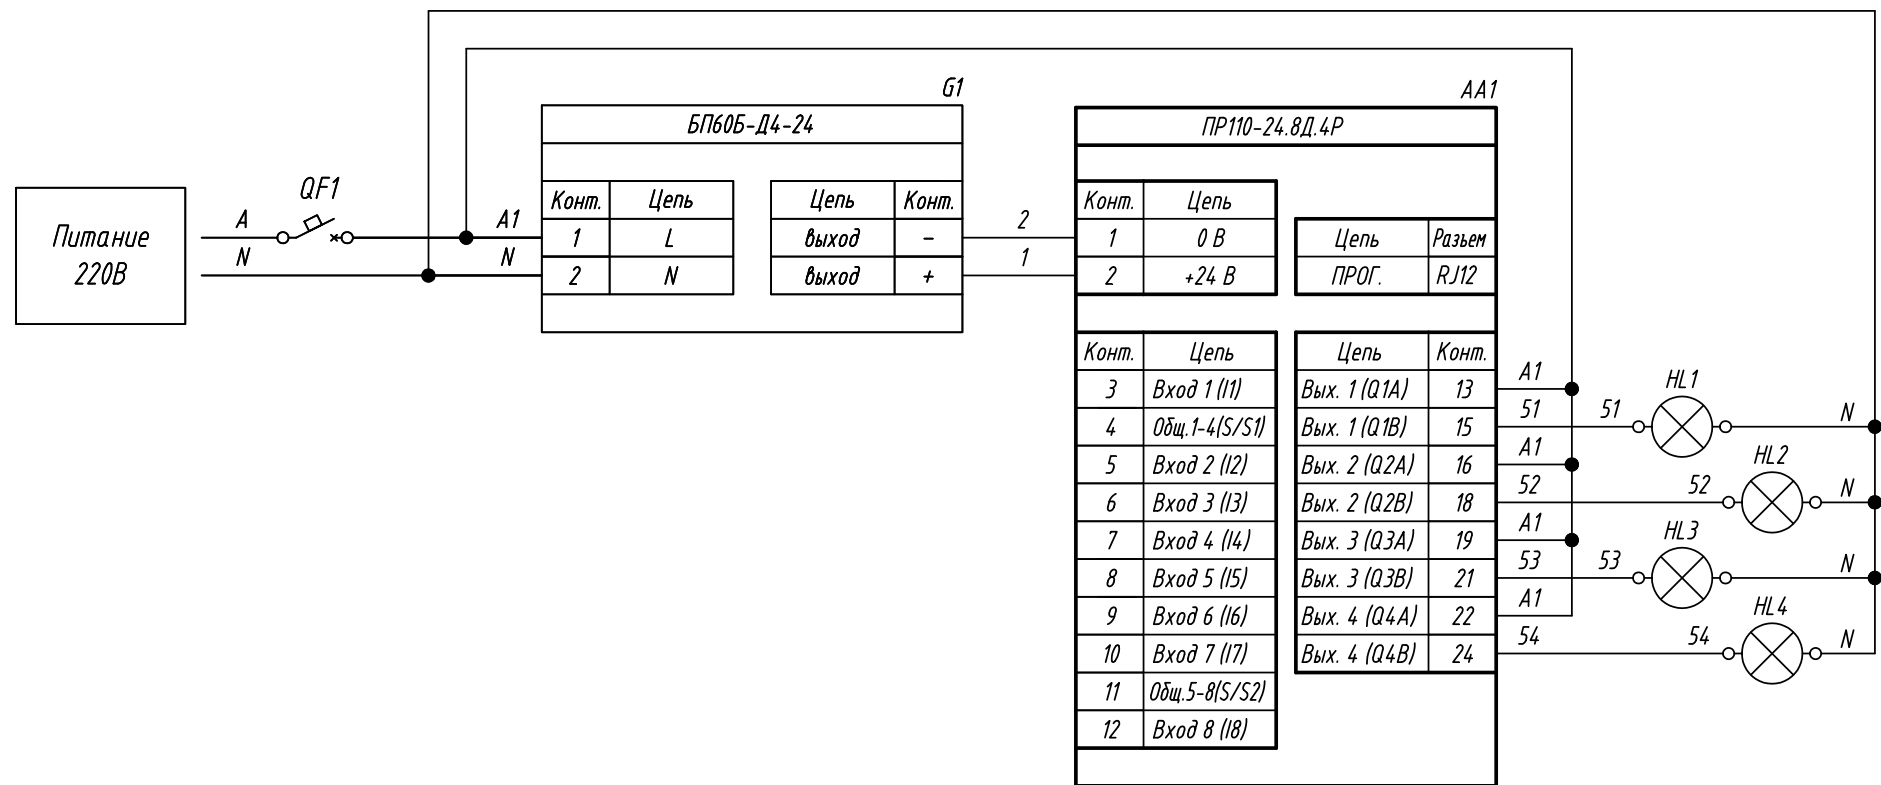 G1
AA1
БП60Б-Д4-24
ПР110-24.8Д.4Р
QF1
Питание
220В
A
N
A1
N
Конт. Цепь
1 L
2 N
Цепь Конт.
выход -
выход +
2
1
Конт. Цепь
1 0 В
2 +24 В
Цепь Разьем
ПРОГ. RJ12
Конт. Цепь
3 Вход 1 (I1)
4 Общ.1-4(S/S1)
5 Вход 2 (I2)
6 Вход 3 (I3)
7 Вход 4 (I4)
8 Вход 5 (I5)
9 Вход 6 (I6)
10 Вход 7 (I7)
11 Общ.5-8(S/S2)
12 Вход 8 (I8)
Цепь Конт.
Вых. 1 (Q1A) 13 A1
Вых. 1 (Q1B) 15 51 51 HL1 N
Вых. 2 (Q2A) 16 A1
Вых. 2 (Q2B) 18 52 52 HL2 N
Вых. 3 (Q3A) 19 A1
Вых. 3 (Q3B) 21 53 53 HL3 N
Вых. 4 (Q4A) 22 A1
Вых. 4 (Q4B) 24 54 54 HL4 N